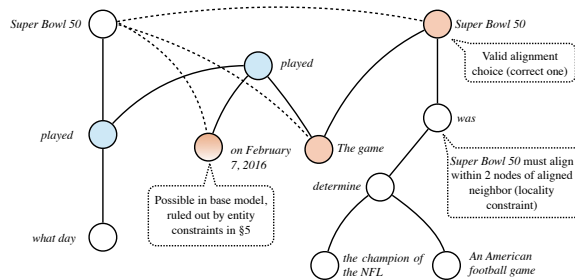 Super Bowl 50
played
what day
played
on February
7, 2016
Possible in base model,
ruled out by entity
constraints in §5
The game
Super Bowl 50
Valid alignment
choice (correct one)
was
Super Bowl 50 must align
within 2 nodes of aligned
neighbor (locality
constraint)
determine
the champion of
the NFL
An American
football game